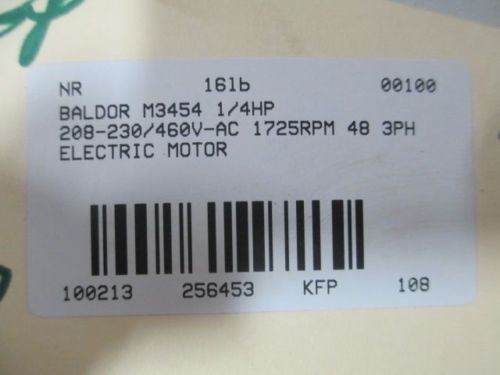 NR 16lb 00100
BALDOR M3454 1/4HP
208-230/460V-AC 1725RPM 48 3PH
ELECTRIC MOTOR
100213 256453 KFP 108